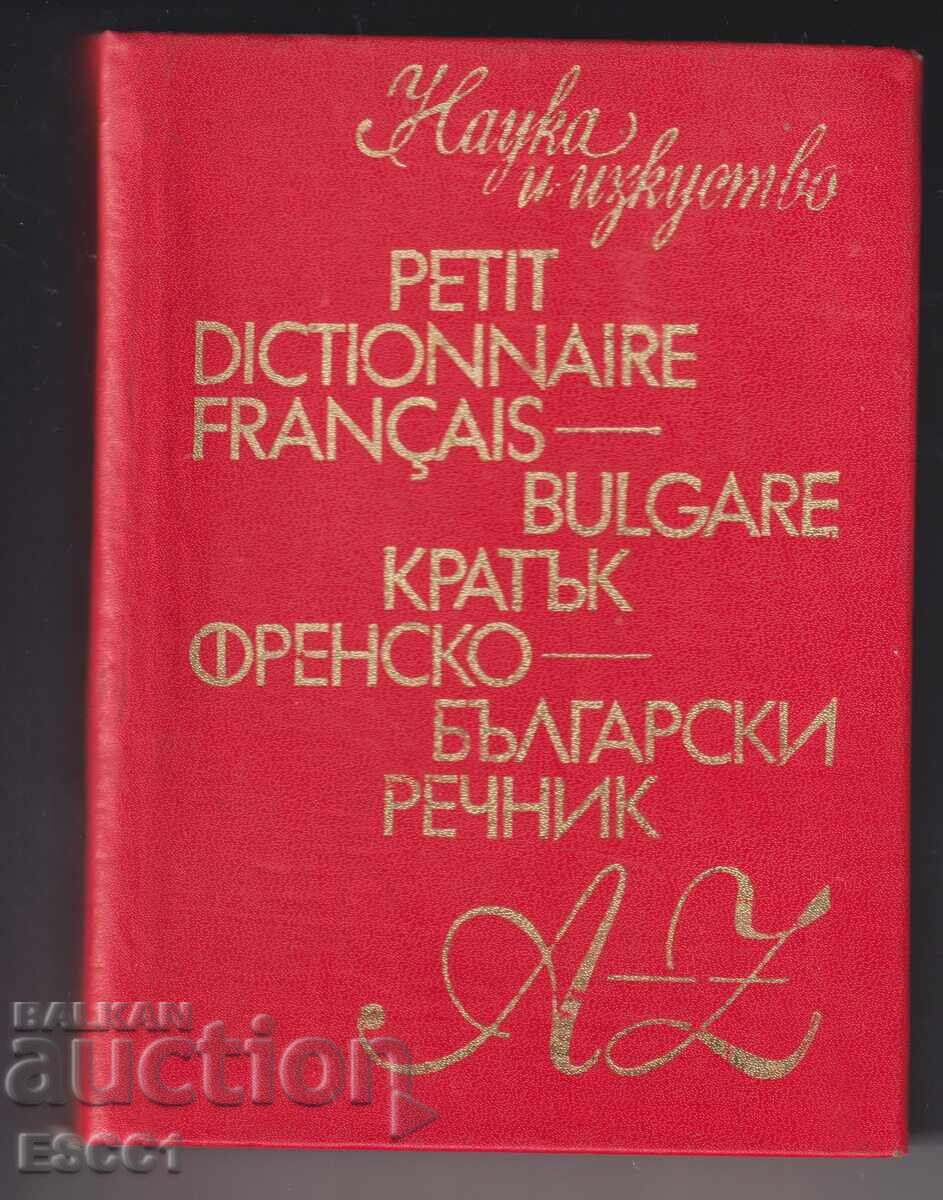 Наука
и изкуство
PETIT
DICTIONNAIRE
FRANÇAIS—
BULGARE
КРАТЪК
ФРЕНСКО—
БЪЛГАРСКИ
РЕЧНИК
A–Z
BALKAN
auction
ESCC1